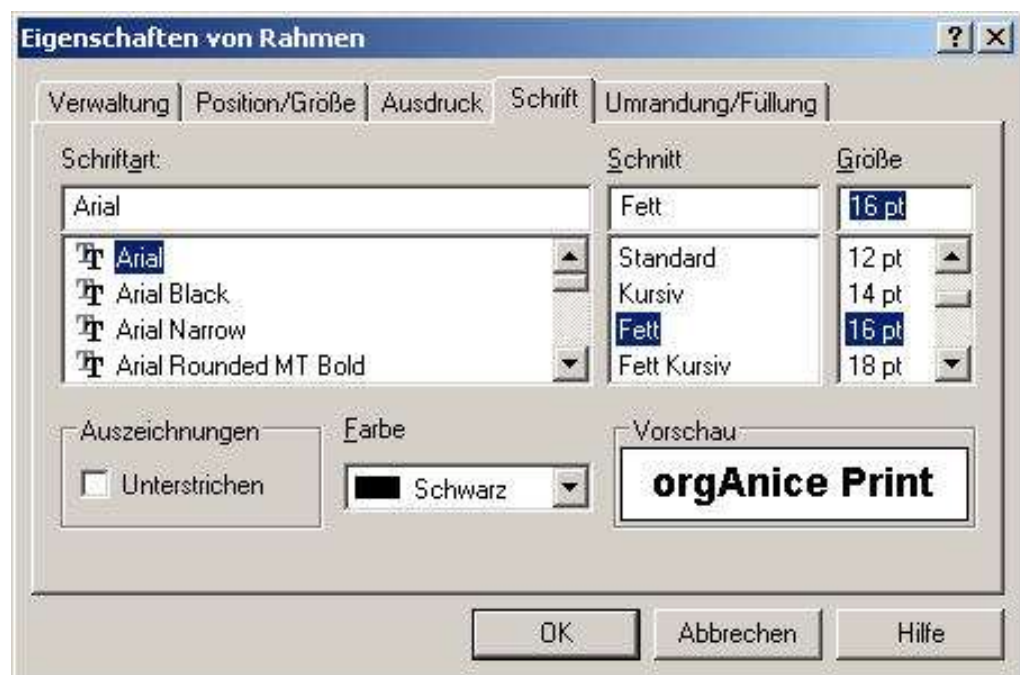 Eigenschaften von Rahmen
Verwaltung Position/Größe Ausdruck Schrift Umrandung/Füllung
Schriftart: Schnitt Größe
Arial Fett 16 pt
Arial Standard 12 pt
Arial Black Kursiv 14 pt
Arial Narrow Fett 16 pt
Arial Rounded MT Bold Fett Kursiv 18 pt
Auszeichnungen Farbe Vorschau
Unterstrichen Schwarz orgAnice Print
OK Abbrechen Hilfe